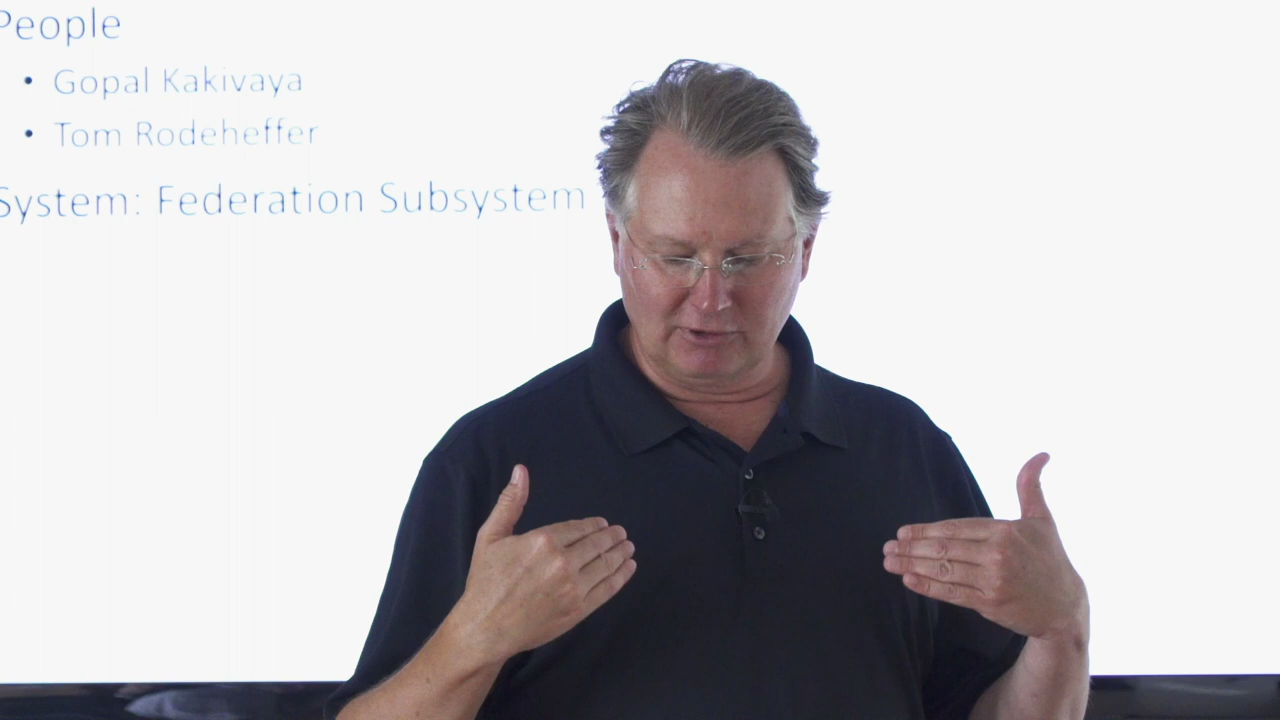 People
• Gopal Kakivaya
• Tom Rodeheffer
System: Federation Subsystem